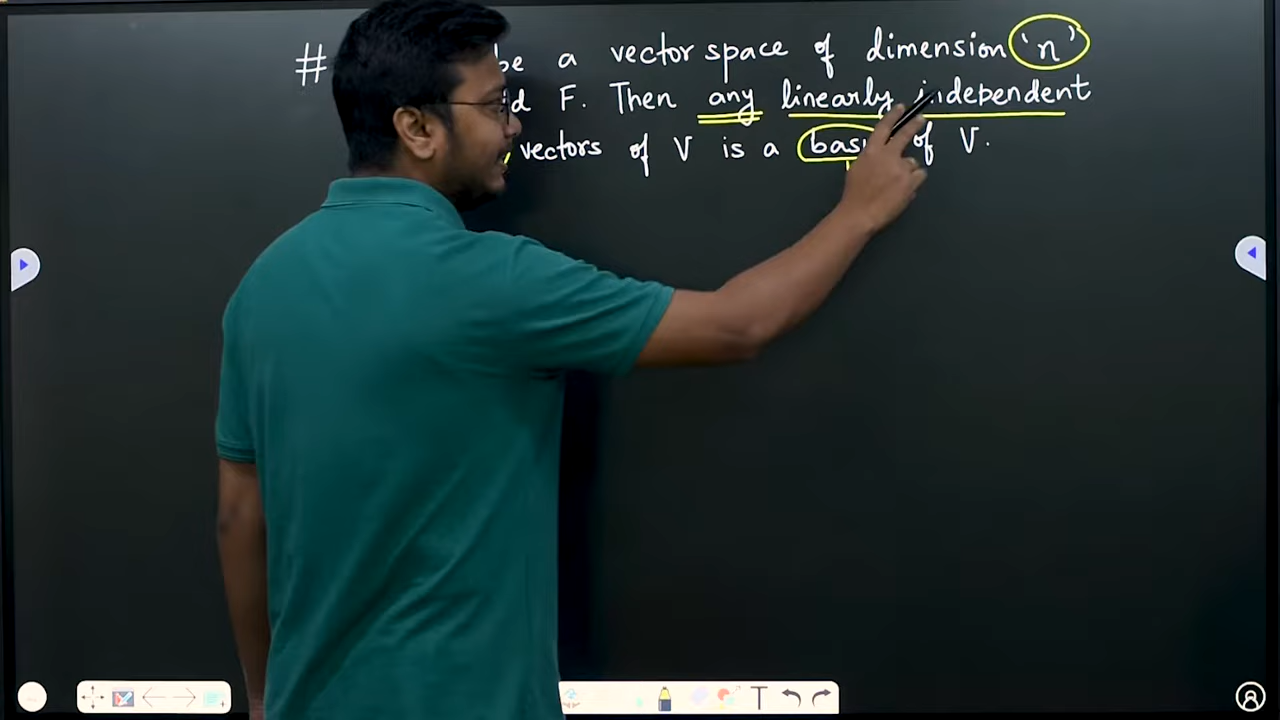 # be a vector space of dimension 'n'
F. Then any linearly independent
vectors of V is a of V.
T